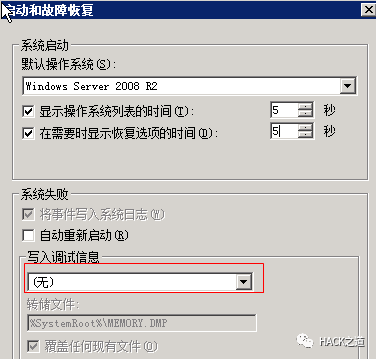 启动和故障恢复
系统启动
默认操作系统(S):
Windows Server 2008 R2
显示操作系统列表的时间(T): 5 秒
在需要时显示恢复选项的时间(D): 5 秒
系统失败
将事件写入系统日志(W)
自动重新启动(R)
写入调试信息
(无)
转储文件:
%SystemRoot%\MEMORY.DMP
覆盖任何现有文件(O)
HACK之道